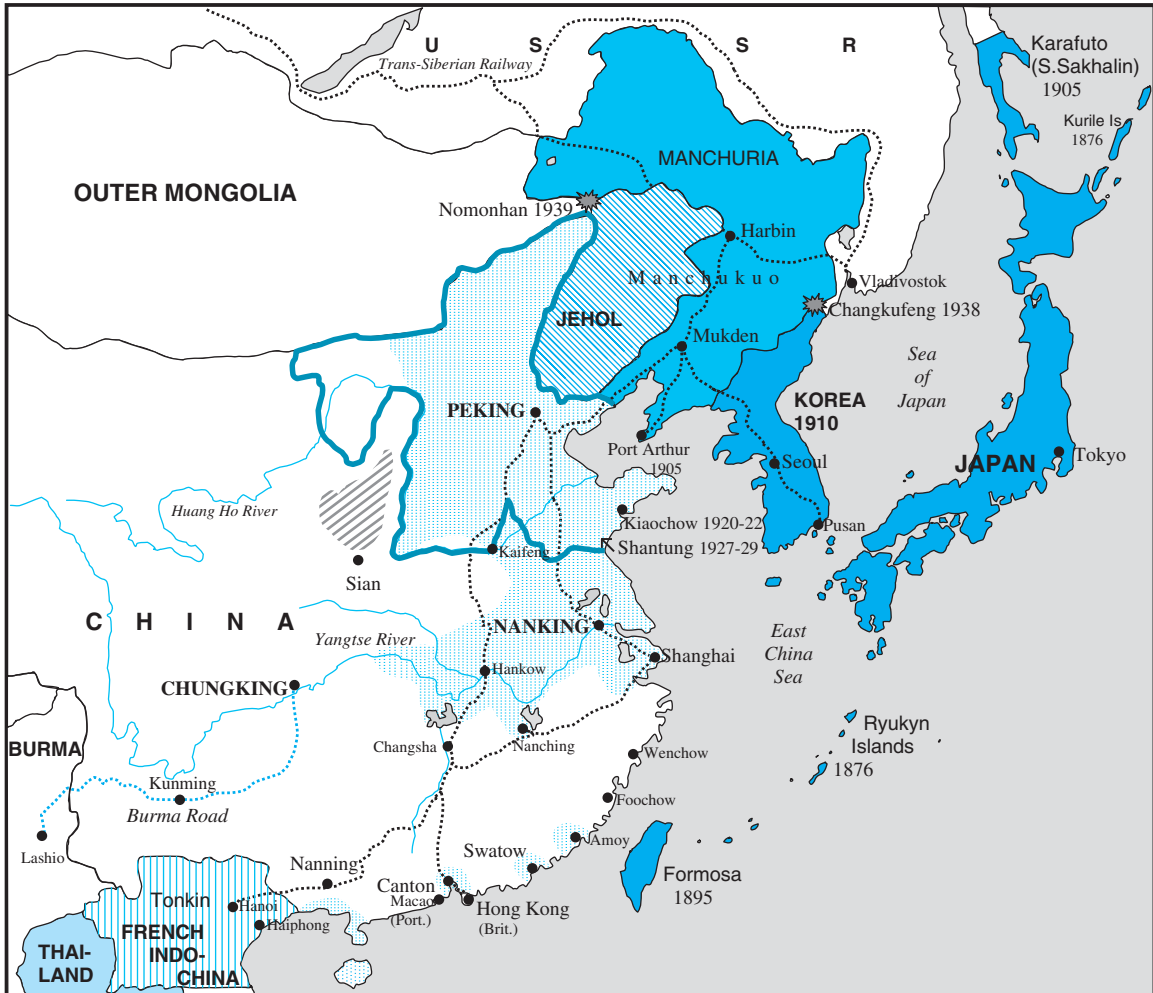 U S S R
Trans-Siberian Railway
Karafuto
(S.Sakhalin)
1905
Kurile Is
1876
MANCHURIA
OUTER MONGOLIA
Nomonhan 1939
Harbin
Manchukuo
Vladivostok
Changkufeng 1938
JEHOL
Mukden
Sea
of
Japan
PEKING
KOREA
1910
Port Arthur
1905
Seoul
JAPAN
Tokyo
Huang Ho River
Kiaochow 1920-22
Pusan
Shantung 1927-29
Kaifeng
Sian
CHINA
Yangtse River
NANKING
East
China
Sea
Shanghai
Hankow
CHUNGKING
Ryukyn
Islands
1876
BURMA
Changsha
Nanching
Wenchow
Kunming
Burma Road
Foochow
Lashio
Amoy
Nanning
Swatow
Formosa
1895
Canton
Macao
(Port.)
Hong Kong
(Brit.)
Tonkin
Hanoi
Haiphong
FRENCH
INDO-
CHINA
THAI-
LAND